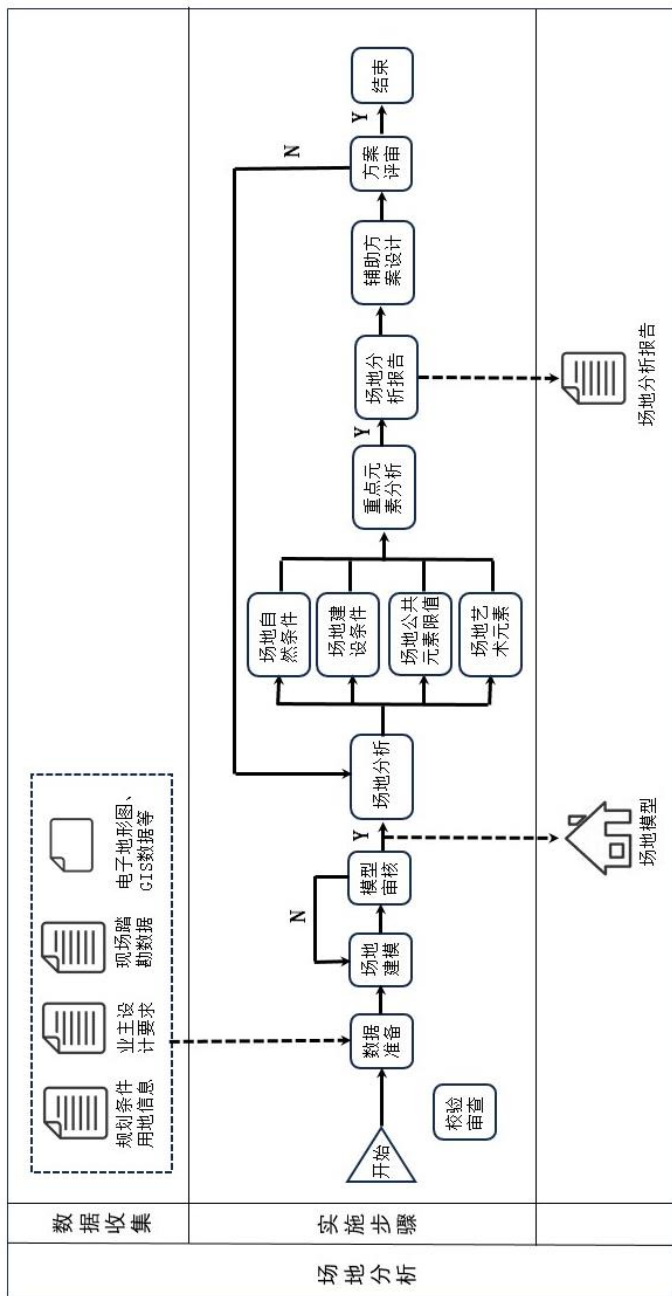 场地分析
数据收集
实施步骤
规划条件
用地信息
业主设
计要求
现场踏
勘数据
电子地形图、
GIS数据等
开始
校验
审查
数据
准备
场地
建模
N
模型
审核
Y
场地分析
场地自
然条件
场地建
设条件
场地公共
元素限值
场地艺
术元素
重点元
素分析
Y
场地分
析报告
辅助方
案设计
方案
评审
N
Y
结束
场地模型
场地分析报告